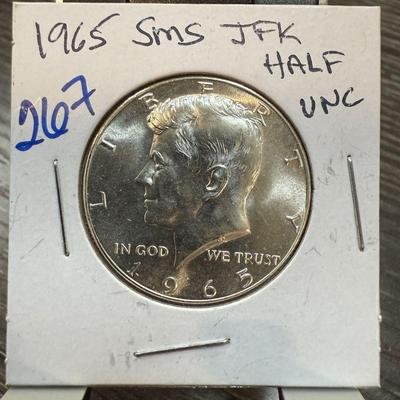 1965 SMS JFK
HALF
UNC
267
LIBERTY
IN GOD WE TRUST
1965